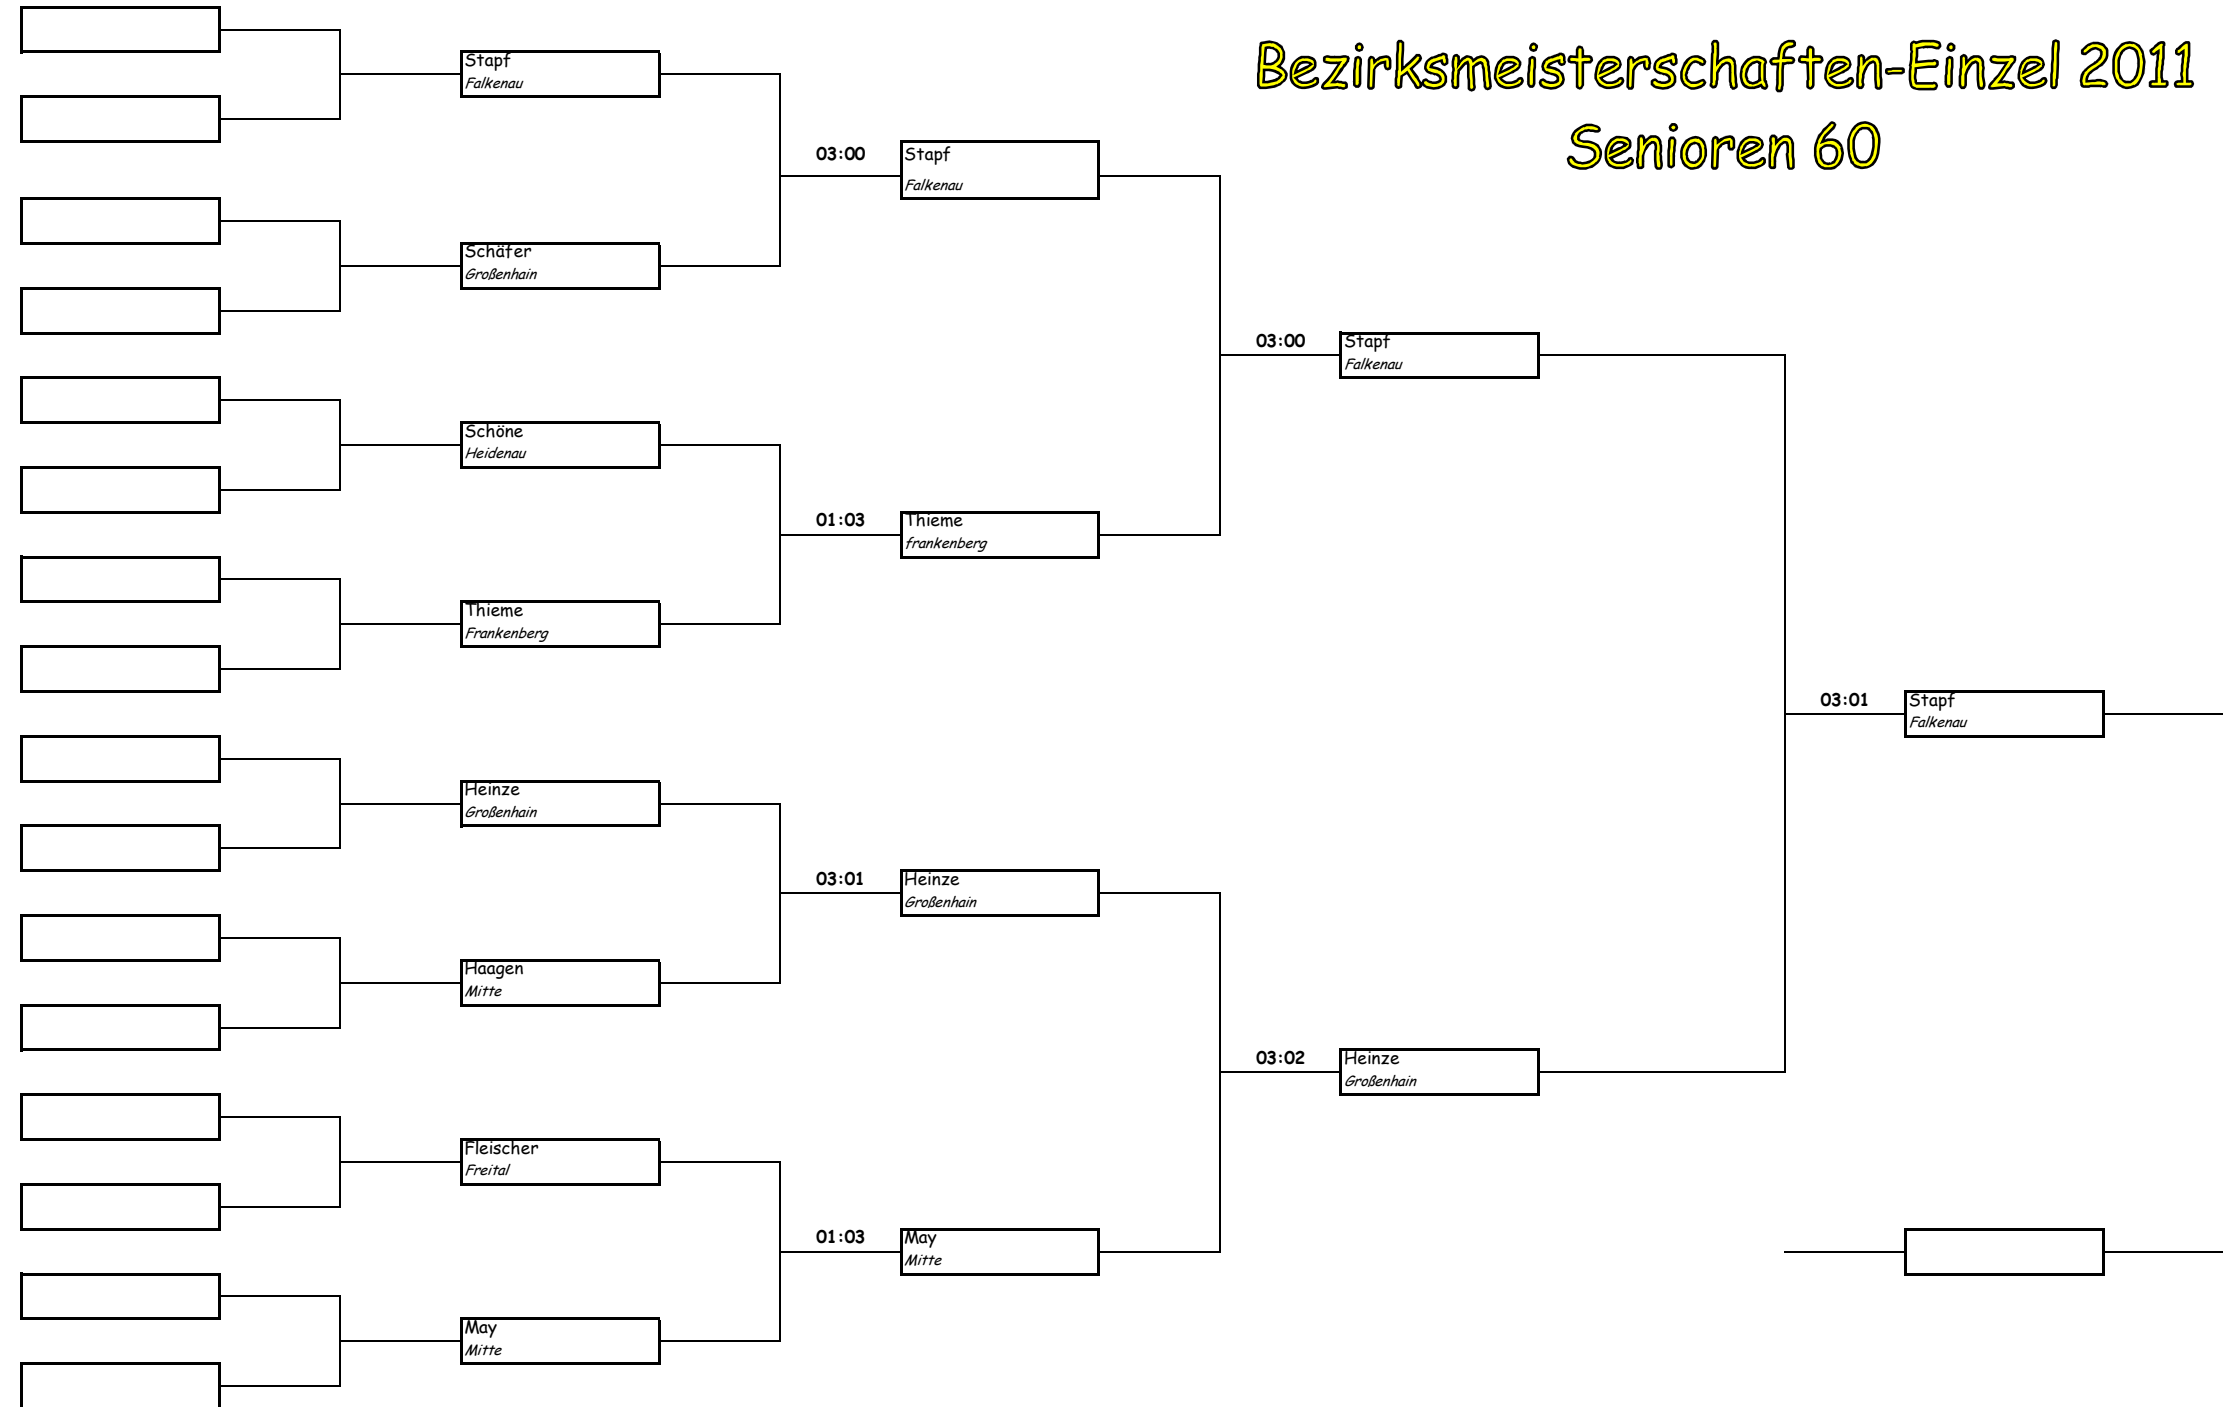 Bezirksmeisterschaften-Einzel 2011
Senioren 60
Stapf
Falkenau
03:00
Stapf
Falkenau
Schäfer
Großenhain
03:00
Stapf
Falkenau
Schöne
Heidenau
01:03
Thieme
frankenberg
Thieme
Frankenberg
03:01
Stapf
Falkenau
Heinze
Großenhain
03:01
Heinze
Großenhain
Haagen
Mitte
03:02
Heinze
Großenhain
Fleischer
Freital
01:03
May
Mitte
May
Mitte